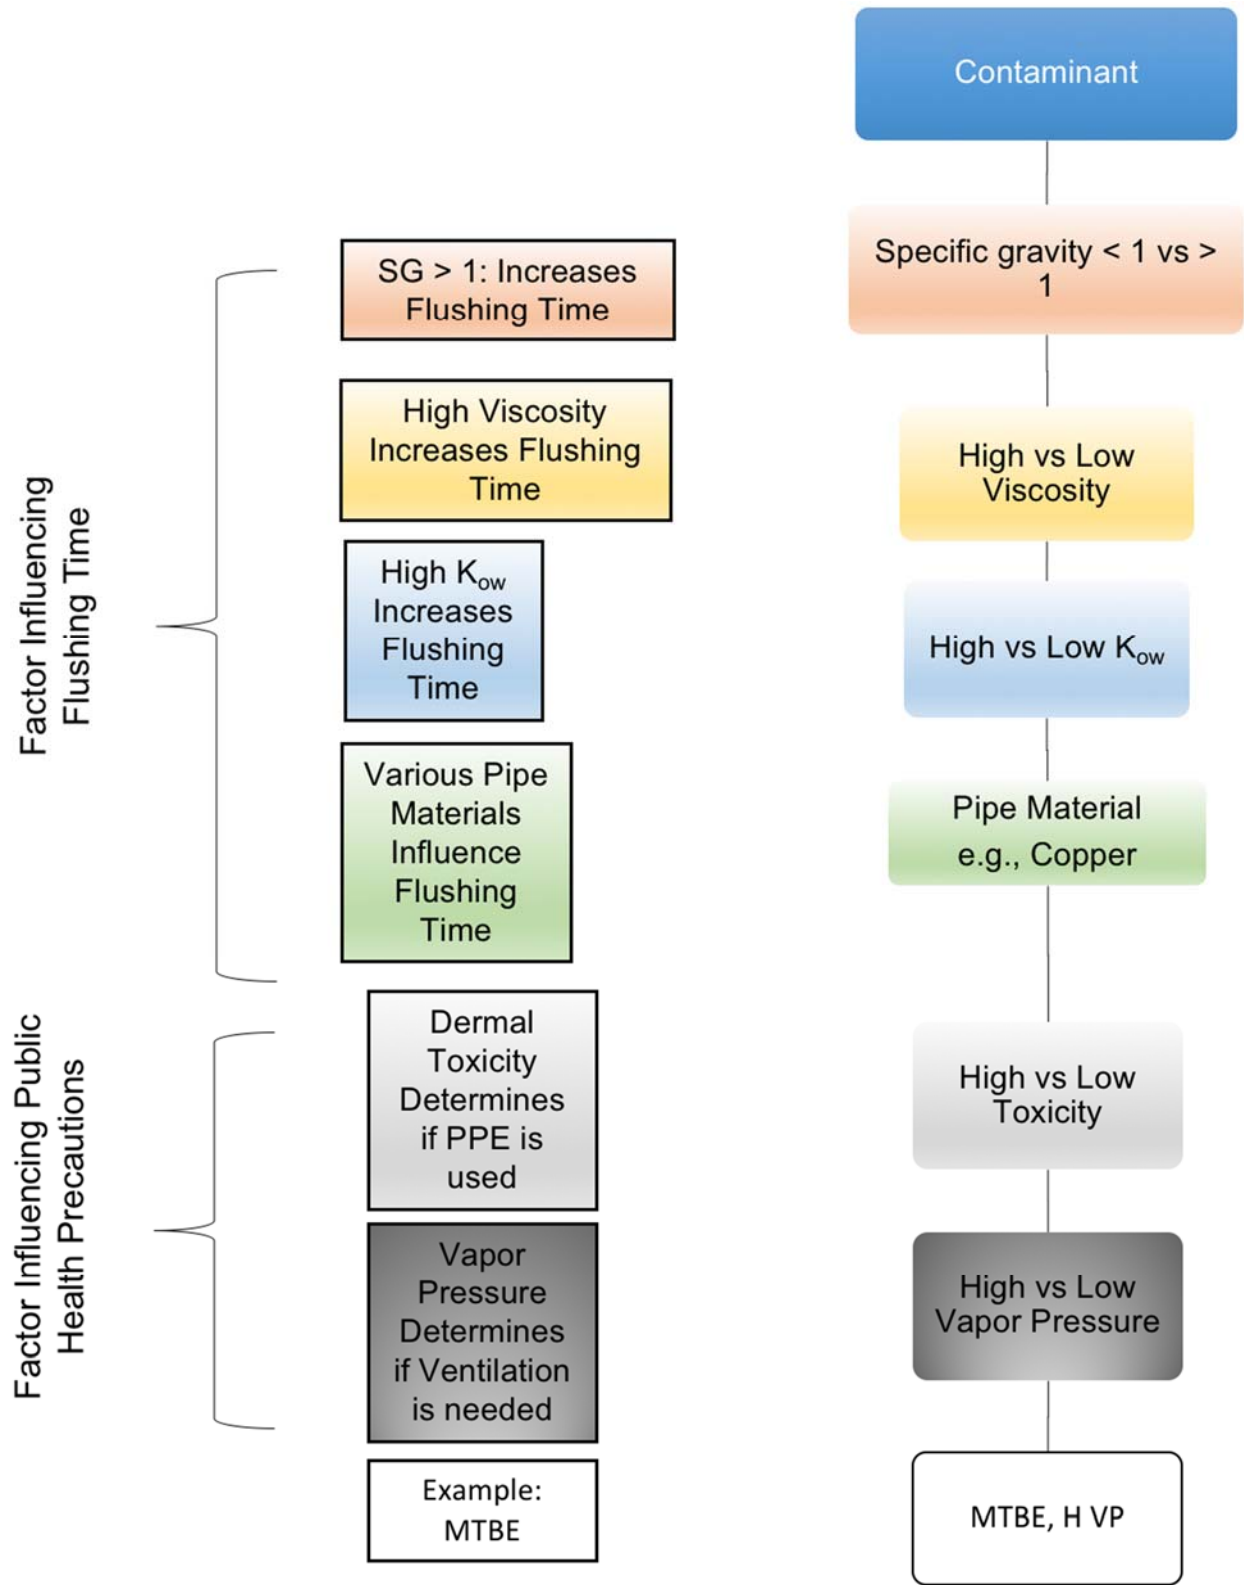 Contaminant
Specific gravity < 1 vs >
1
High vs Low
Viscosity
High vs Low Kow
Pipe Material
e.g., Copper
High vs Low
Toxicity
High vs Low
Vapor Pressure
MTBE, H VP
Factor Influencing
Flushing Time
SG > 1: Increases
Flushing Time
High Viscosity
Increases Flushing
Time
High Kow
Increases
Flushing
Time
Various Pipe
Materials
Influence
Flushing
Time
Factor Influencing Public
Health Precautions
Dermal
Toxicity
Determines
if PPE is
used
Vapor
Pressure
Determines
if Ventilation
is needed
Example:
MTBE